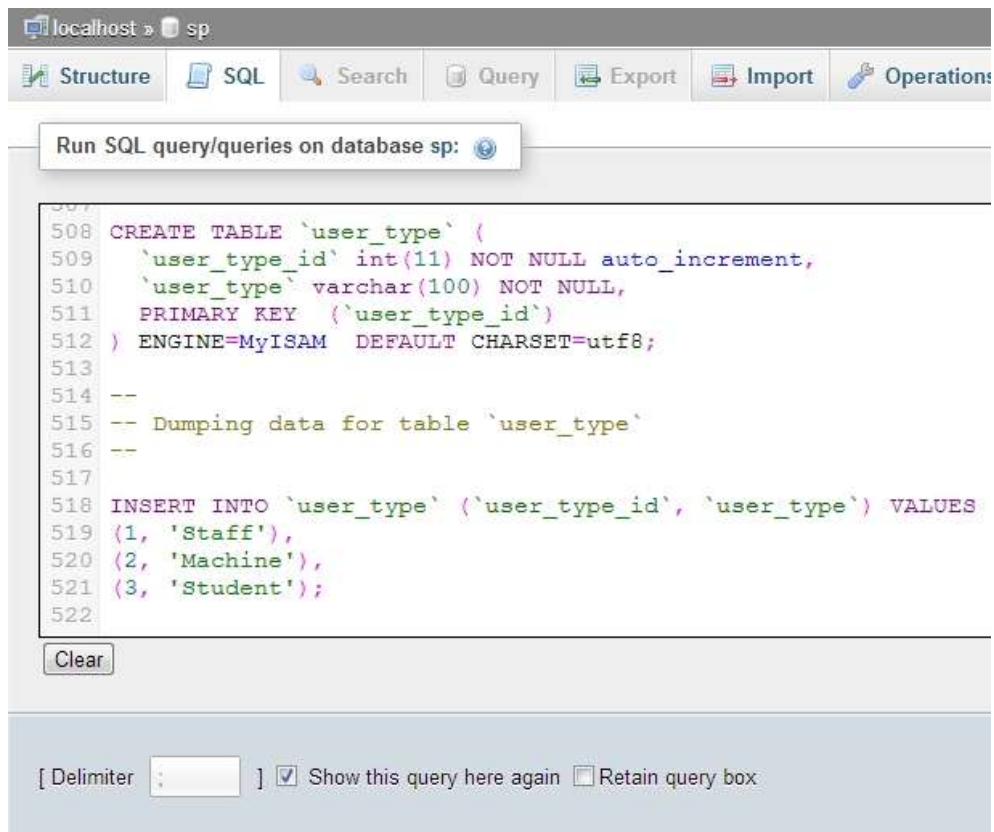 localhost » sp
Structure SQL Search Query Export Import Operations
Run SQL query/queries on database sp:
507
508 CREATE TABLE `user_type` (
509 `user_type_id` int(11) NOT NULL auto_increment,
510 `user_type` varchar(100) NOT NULL,
511 PRIMARY KEY  (`user_type_id`)
512 ) ENGINE=MyISAM  DEFAULT CHARSET=utf8;
513
514 --
515 -- Dumping data for table `user_type`
516 --
517
518 INSERT INTO `user_type` (`user_type_id`, `user_type`) VALUES
519 (1, 'Staff'),
520 (2, 'Machine'),
521 (3, 'Student');
522
Clear
[ Delimiter ; ] Show this query here again Retain query box